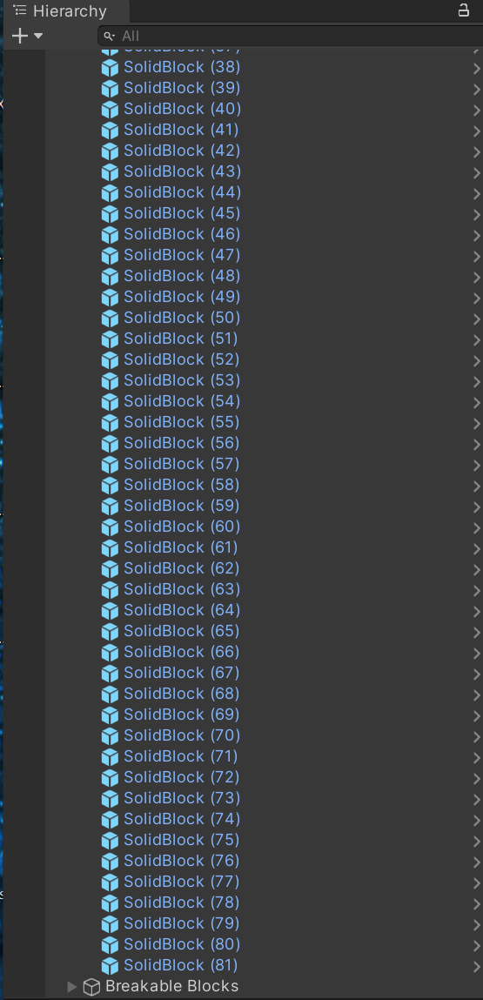 Hierarchy
All
SolidBlock (38)
SolidBlock (39)
SolidBlock (40)
SolidBlock (41)
SolidBlock (42)
SolidBlock (43)
SolidBlock (44)
SolidBlock (45)
SolidBlock (46)
SolidBlock (47)
SolidBlock (48)
SolidBlock (49)
SolidBlock (50)
SolidBlock (51)
SolidBlock (52)
SolidBlock (53)
SolidBlock (54)
SolidBlock (55)
SolidBlock (56)
SolidBlock (57)
SolidBlock (58)
SolidBlock (59)
SolidBlock (60)
SolidBlock (61)
SolidBlock (62)
SolidBlock (63)
SolidBlock (64)
SolidBlock (65)
SolidBlock (66)
SolidBlock (67)
SolidBlock (68)
SolidBlock (69)
SolidBlock (70)
SolidBlock (71)
SolidBlock (72)
SolidBlock (73)
SolidBlock (74)
SolidBlock (75)
SolidBlock (76)
SolidBlock (77)
SolidBlock (78)
SolidBlock (79)
SolidBlock (80)
SolidBlock (81)
Breakable Blocks